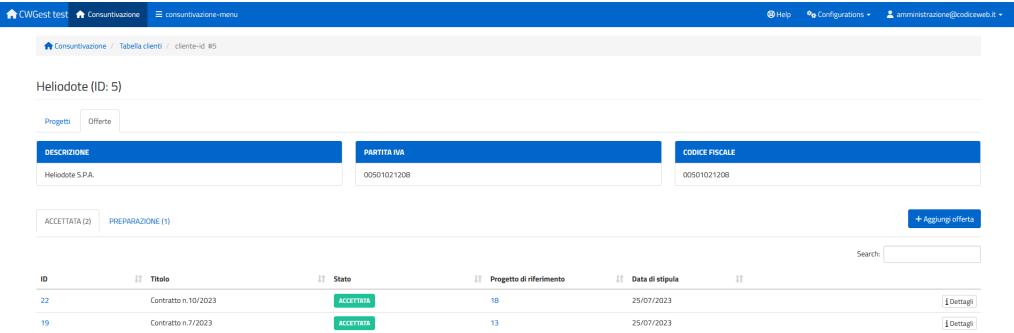 CWGest test Consuntivazione consuntivazione-menu Help Configurations amministrazione@codiceweb.it
Consuntivazione / Tabella clienti / cliente-id #5
Heliodote (ID: 5)
Progetti Offerte
DESCRIZIONE PARTITA IVA CODICE FISCALE
Heliodote S.P.A. 00501021208 00501021208
ACCETTATA (2) PREPARAZIONE (1) + Aggiungi offerta
Search:
ID Titolo Stato Progetto di riferimento Data di stipula
22 Contratto n.10/2023 ACCETTATA 18 25/07/2023 Dettagli
19 Contratto n.7/2023 ACCETTATA 13 25/07/2023 Dettagli